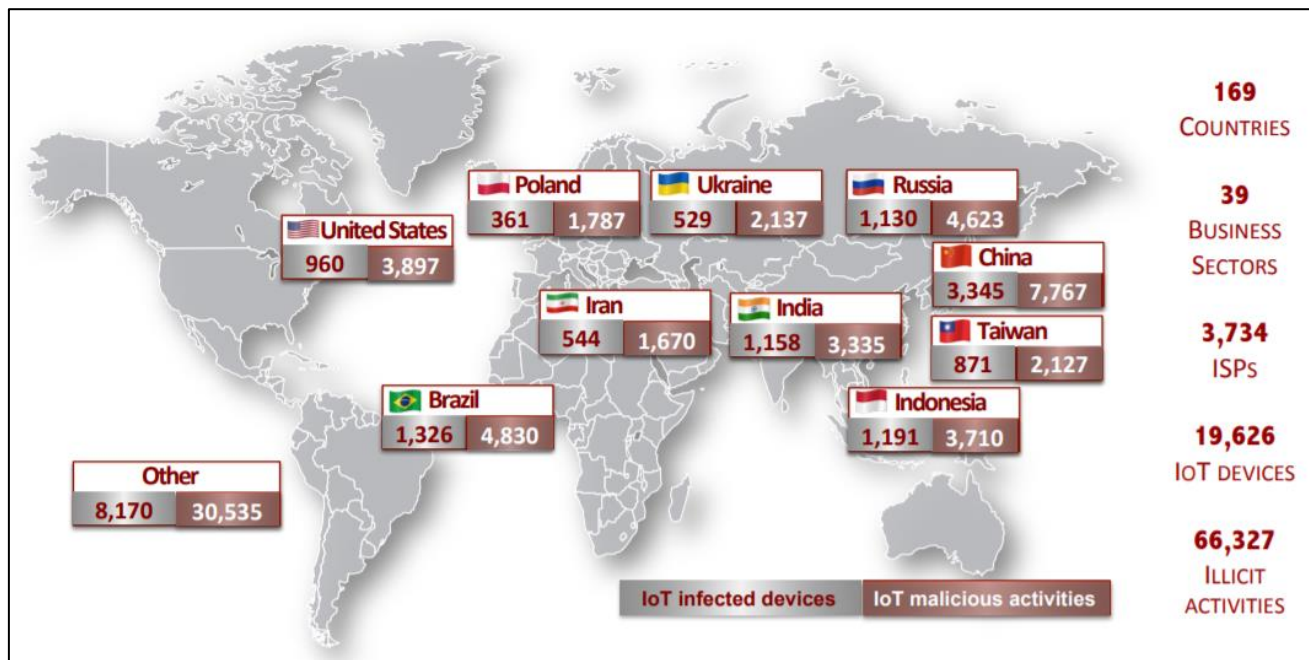 Poland
361 1,787
Ukraine
529 2,137
Russia
1,130 4,623
United States
960 3,897
China
3,345 7,767
Iran
544 1,670
India
1,158 3,335
Taiwan
871 2,127
Brazil
1,326 4,830
Indonesia
1,191 3,710
Other
8,170 30,535
IoT infected devices IoT malicious activities
169
COUNTRIES
39
BUSINESS
SECTORS
3,734
ISPS
19,626
IOT DEVICES
66,327
ILLICIT
ACTIVITIES